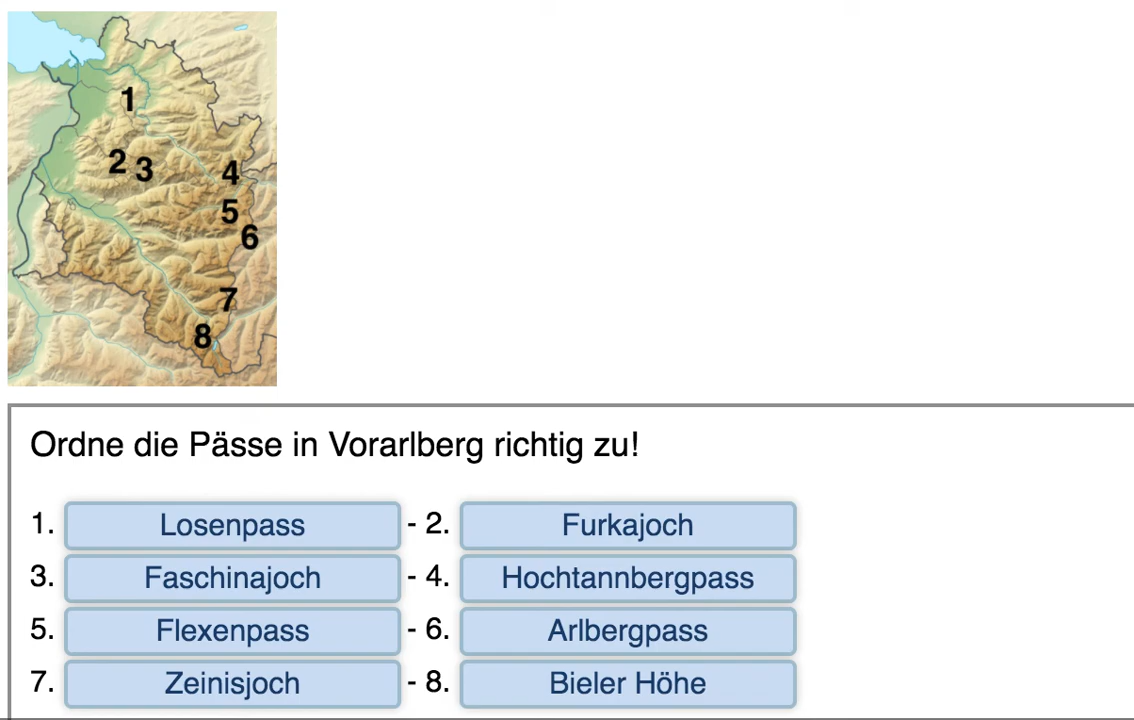 1
2 3
4
5
6
7
8
Ordne die Pässe in Vorarlberg richtig zu!
1. Losenpass - 2. Furkajoch
3. Faschinajoch - 4. Hochtannbergpass
5. Flexenpass - 6. Arlbergpass
7. Zeinisjoch - 8. Bieler Höhe